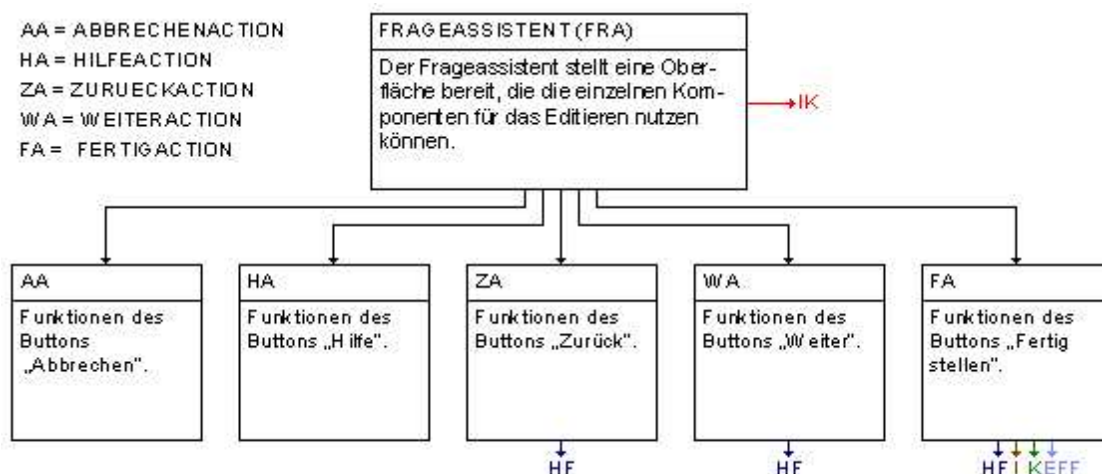 AA = ABBRECHENACTION
HA = HILFEACTION
ZA = ZURUECKACTION
WA = WEITERACTION
FA = FERTIGACTION
FRAGEASSISTENT (FRA)
Der Frageassistent stellt eine Ober-
fläche bereit, die die einzelnen Kom-
ponenten für das Editieren nutzen
können.
IK
AA
Funktionen des
Buttons
„Abbrechen".
HA
Funktionen des
Buttons „Hilfe".
ZA
Funktionen des
Buttons „Zurück".
HF
WA
Funktionen des
Buttons „Weiter".
HF
FA
Funktionen des
Buttons „Fertig
stellen".
HF I K EFF